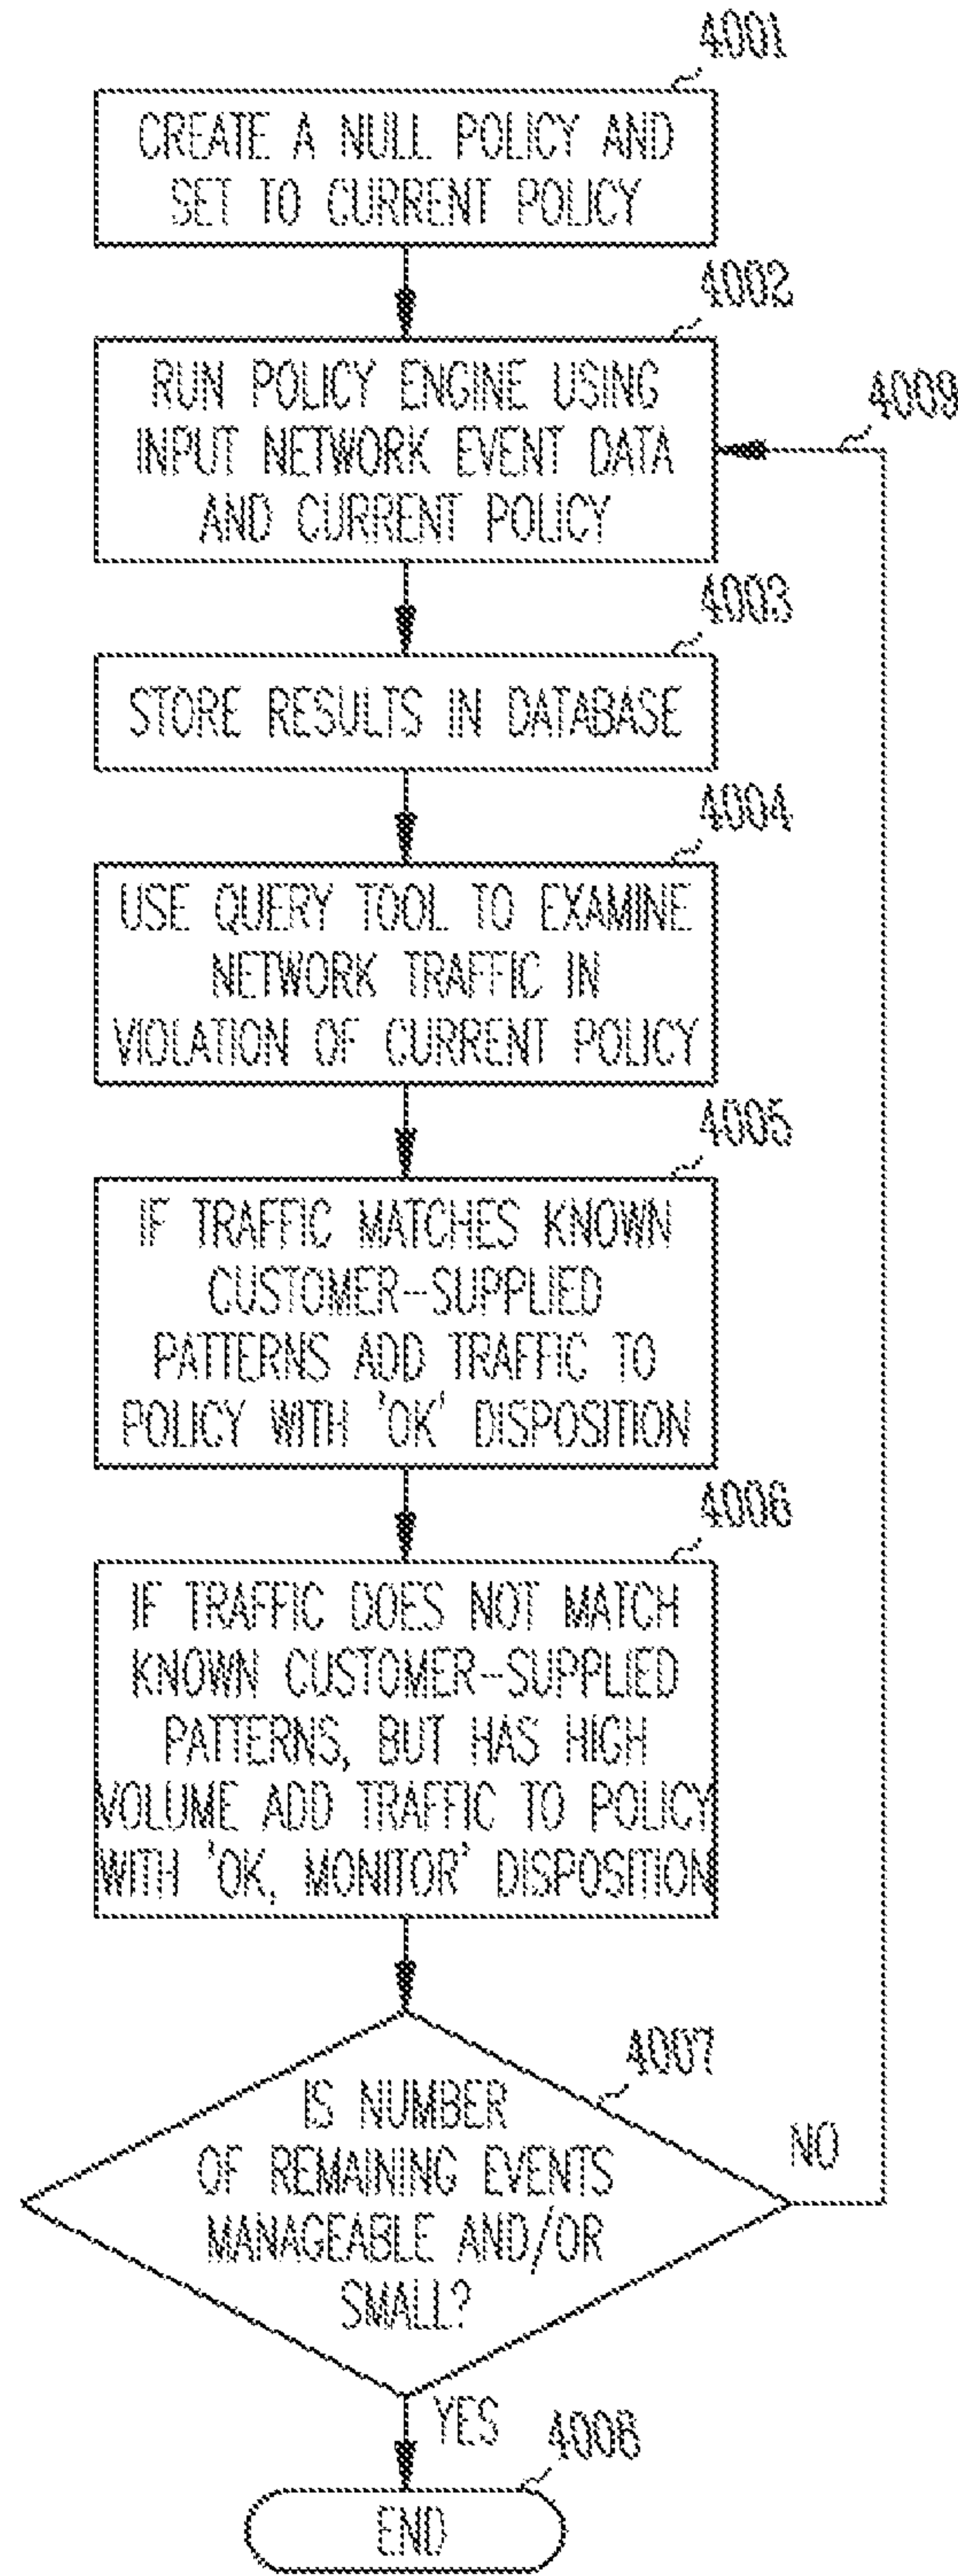 4001
CREATE A NULL POLICY AND
SET TO CURRENT POLICY
4002
RUN POLICY ENGINE USING
INPUT NETWORK EVENT DATA
AND CURRENT POLICY
4009
4003
STORE RESULTS IN DATABASE
4004
USE QUERY TOOL TO EXAMINE
NETWORK TRAFFIC IN
VIOLATION OF CURRENT POLICY
4005
IF TRAFFIC MATCHES KNOWN
CUSTOMER-SUPPLIED
PATTERNS ADD TRAFFIC TO
POLICY WITH 'OK' DISPOSITION
4006
IF TRAFFIC DOES NOT MATCH
KNOWN CUSTOMER-SUPPLIED
PATTERNS, BUT HAS HIGH
VOLUME ADD TRAFFIC TO POLICY
WITH 'OK, MONITOR' DISPOSITION
4007
IS NUMBER
OF REMAINING EVENTS
MANAGEABLE AND/OR
SMALL?
NO
YES
4008
END